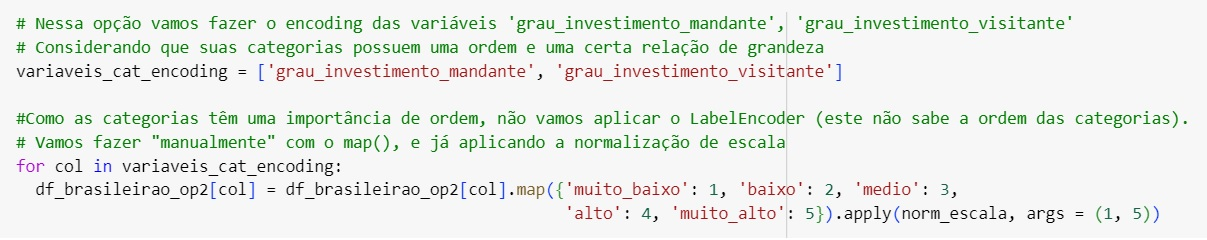 # Nessa opção vamos fazer o encoding das variáveis 'grau_investimento_mandante', 'grau_investimento_visitante'
# Considerando que suas categorias possuem uma ordem e uma certa relação de grandeza
variaveis_cat_encoding = ['grau_investimento_mandante', 'grau_investimento_visitante']
#Como as categorias têm uma importância de ordem, não vamos aplicar o LabelEncoder (este não sabe a ordem das categorias).
# Vamos fazer "manualmente" com o map(), e já aplicando a normalização de escala
for col in variaveis_cat_encoding:
  df_brasileirao_op2[col] = df_brasileirao_op2[col].map({'muito_baixo': 1, 'baixo': 2, 'medio': 3,
                                                         'alto': 4, 'muito_alto': 5}).apply(norm_escala, args = (1, 5))